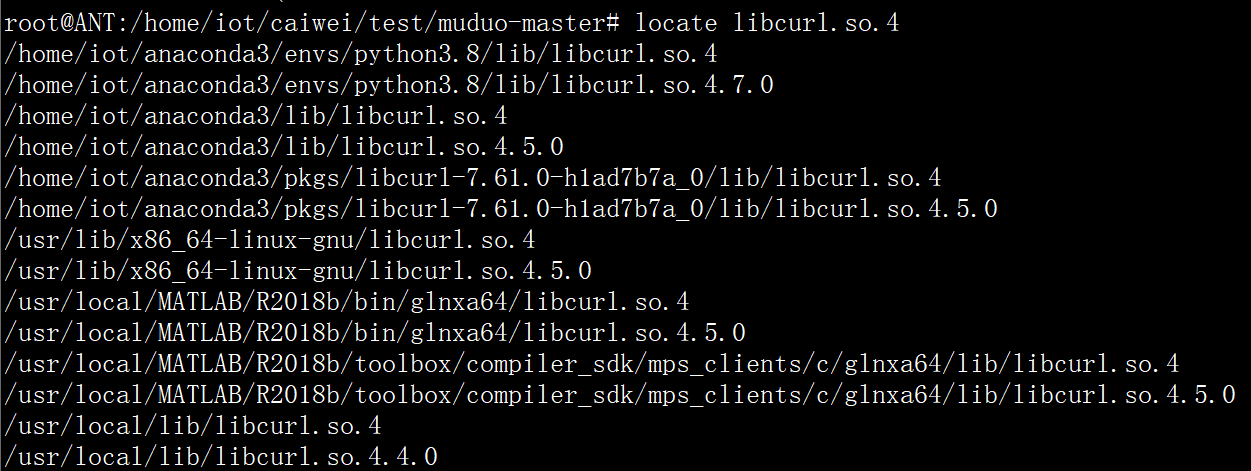 root@ANT:/home/iot/caiwei/test/muduo-master# locate libcurl.so.4
/home/iot/anaconda3/envs/python3.8/lib/libcurl.so.4
/home/iot/anaconda3/envs/python3.8/lib/libcurl.so.4.7.0
/home/iot/anaconda3/lib/libcurl.so.4
/home/iot/anaconda3/lib/libcurl.so.4.5.0
/home/iot/anaconda3/pkgs/libcurl-7.61.0-h1ad7b7a_0/lib/libcurl.so.4
/home/iot/anaconda3/pkgs/libcurl-7.61.0-h1ad7b7a_0/lib/libcurl.so.4.5.0
/usr/lib/x86_64-linux-gnu/libcurl.so.4
/usr/lib/x86_64-linux-gnu/libcurl.so.4.5.0
/usr/local/MATLAB/R2018b/bin/glnxa64/libcurl.so.4
/usr/local/MATLAB/R2018b/bin/glnxa64/libcurl.so.4.5.0
/usr/local/MATLAB/R2018b/toolbox/compiler_sdk/mps_clients/c/glnxa64/lib/libcurl.so.4
/usr/local/MATLAB/R2018b/toolbox/compiler_sdk/mps_clients/c/glnxa64/lib/libcurl.so.4.5.0
/usr/local/lib/libcurl.so.4
/usr/local/lib/libcurl.so.4.4.0